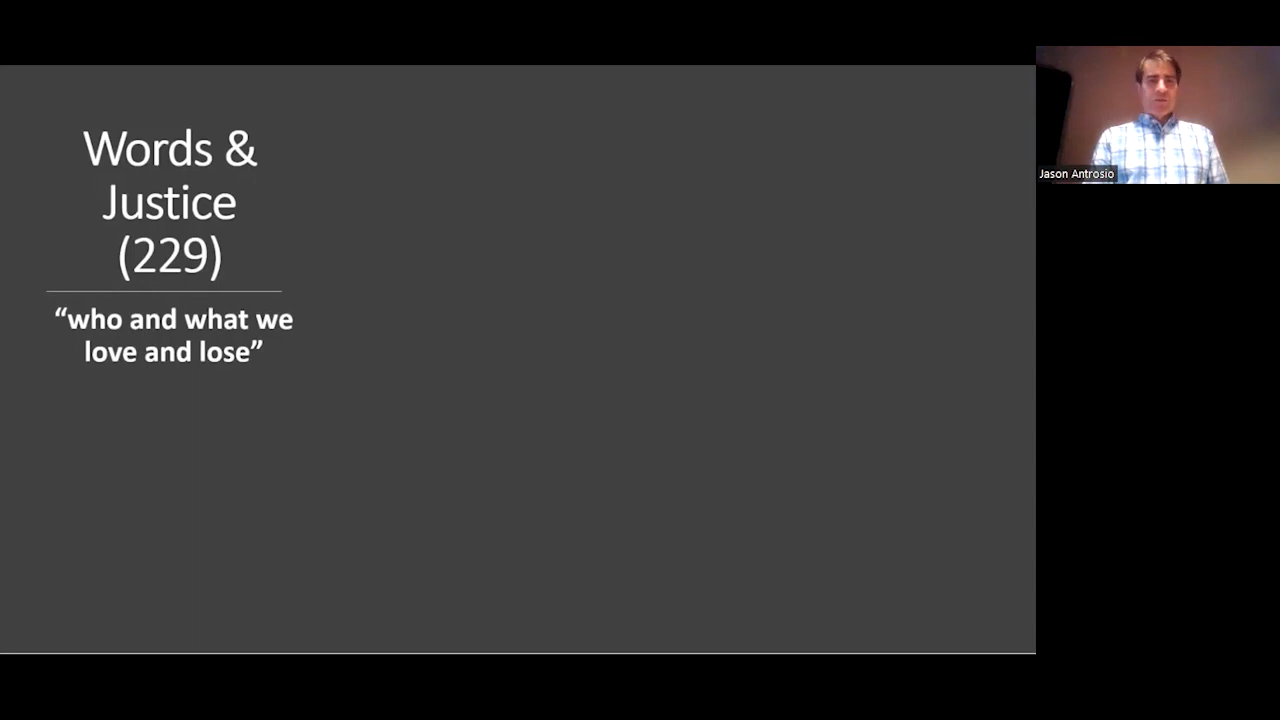 Words &
Justice
(229)
“who and what we
love and lose”
Jason Antrosio